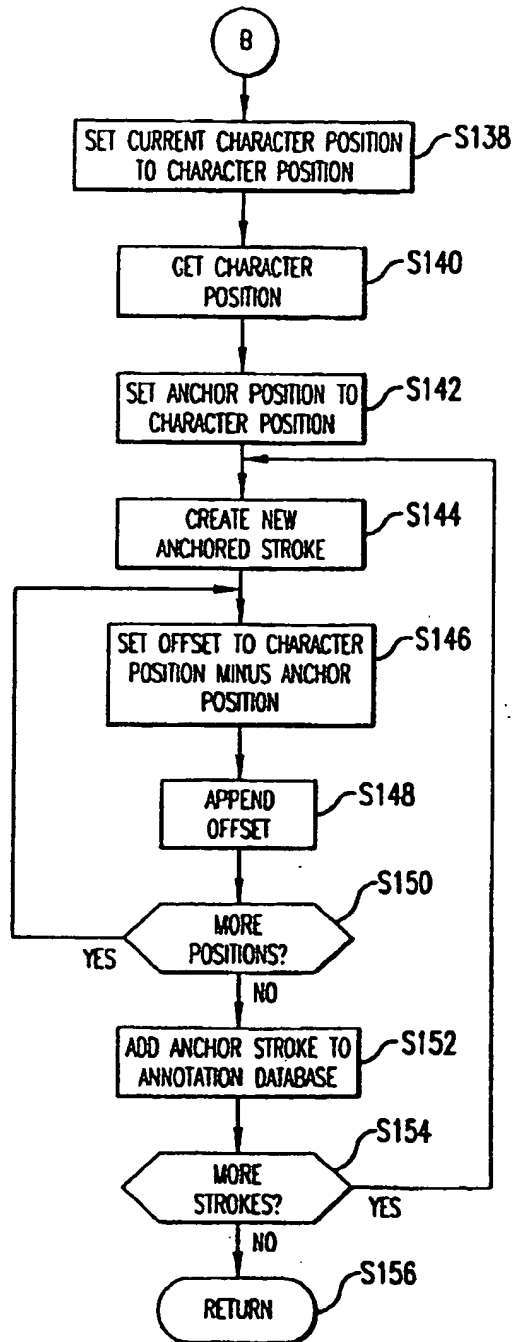 B
SET CURRENT CHARACTER POSITION
TO CHARACTER POSITION
S138
GET CHARACTER
POSITION
S140
SET ANCHOR POSITION TO
CHARACTER POSITION
S142
CREATE NEW
ANCHORED STROKE
S144
SET OFFSET TO CHARACTER
POSITION MINUS ANCHOR
POSITION
S146
APPEND
OFFSET
S148
MORE
POSITIONS?
S150
YES
NO
ADD ANCHOR STROKE TO
ANNOTATION DATABASE
S152
MORE
STROKES?
S154
YES
NO
RETURN
S156